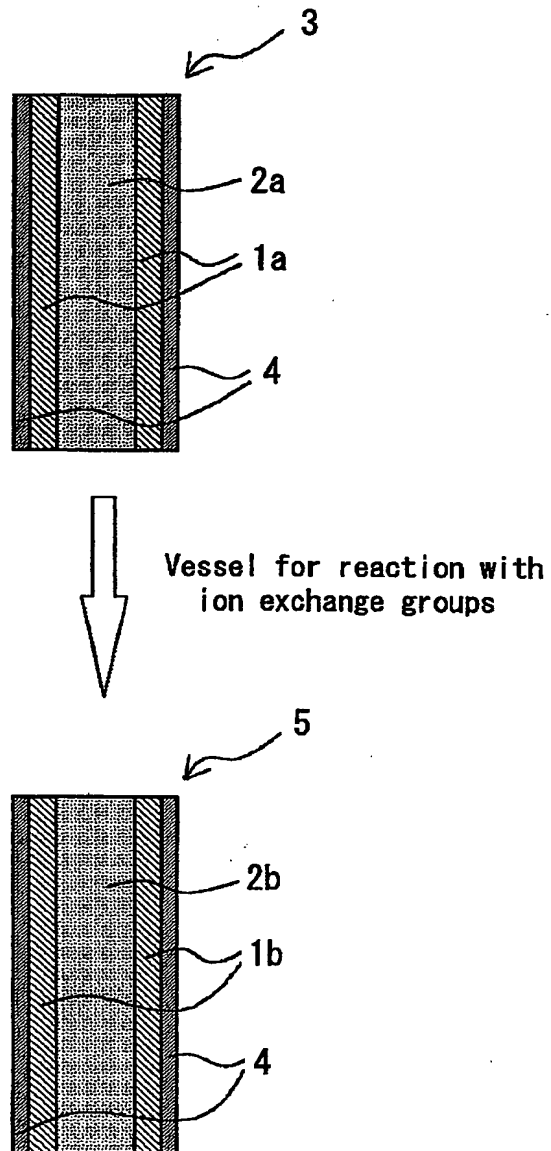 3
2a
1a
4
Vessel for reaction with
ion exchange groups
5
2b
1b
4